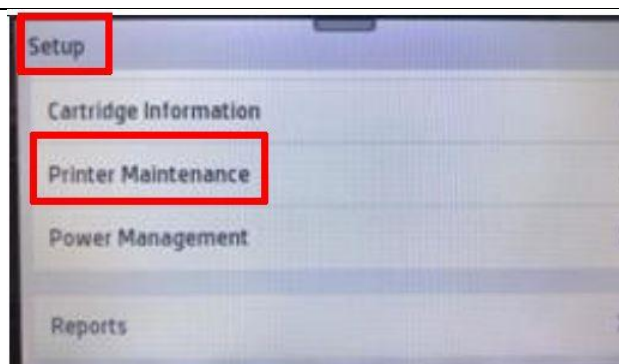 Setup
Cartridge Information
Printer Maintenance
Power Management
Reports